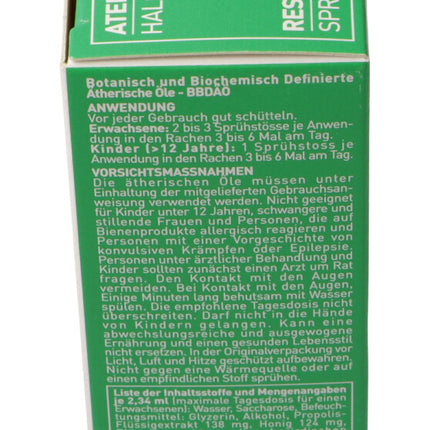 ATE
HAL
RES
SPR
Botanisch und Biochemisch Definierte
Ätherische Öle - BBDAO
ANWENDUNG
Vor jeder Gebrauch gut schütteln.
Erwachsene: 2 bis 3 Sprühstösse je Anwen-
dung in den Rachen 3 bis 6 Mal am Tag.
Kinder (>12 Jahre): 1 Sprühstoss je
Anwendung in den Rachen 3 bis 6 Mal am Tag.
VORSICHTSMASSNAHMEN
Die ätherischen Öle müssen unter
Einhaltung der mitgelieferten Gebrauchsan-
weisung verwendet werden. Nicht geeignet
für Kinder unter 12 Jahren, schwangere und
stillende Frauen und Personen, die auf
Bienenprodukte allergisch reagieren und
Personen mit einer Vorgeschichte von
konvulsiven Krämpfen oder Epilepsie.
Personen unter ärztlicher Behandlung und
Kinder sollten zunächst einen Arzt um Rat
fragen. Den Kontakt mit den Augen
vermeiden. Bei Kontakt mit den Augen,
Einige Minuten lang behutsam mit Wasser
spülen. Die empfohlene Tagesdosis nicht
überschreiten. Darf nicht in die Hände
von Kindern gelangen. Kann eine
abwechslungsreiche und ausgewogene
Ernährung und einen gesunden Lebensstil
nicht ersetzen. In der Originalverpackung vor
Licht, Luft und Hitze geschützt aufbewahren.
Nicht gegen eine Wärmequelle oder auf
einen empfindlichen Stoff sprühen.
Liste der Inhaltsstoffe und Mengenangaben
je 2,34 ml (maximale Tagesdosis für einen
Erwachsenen): Wasser, Saccharose, Befeuch-
tungsmittel: Glyzerin, Alkohol, Propolis-
Flüssigextrakt 138 mg, Honig 124 mg,